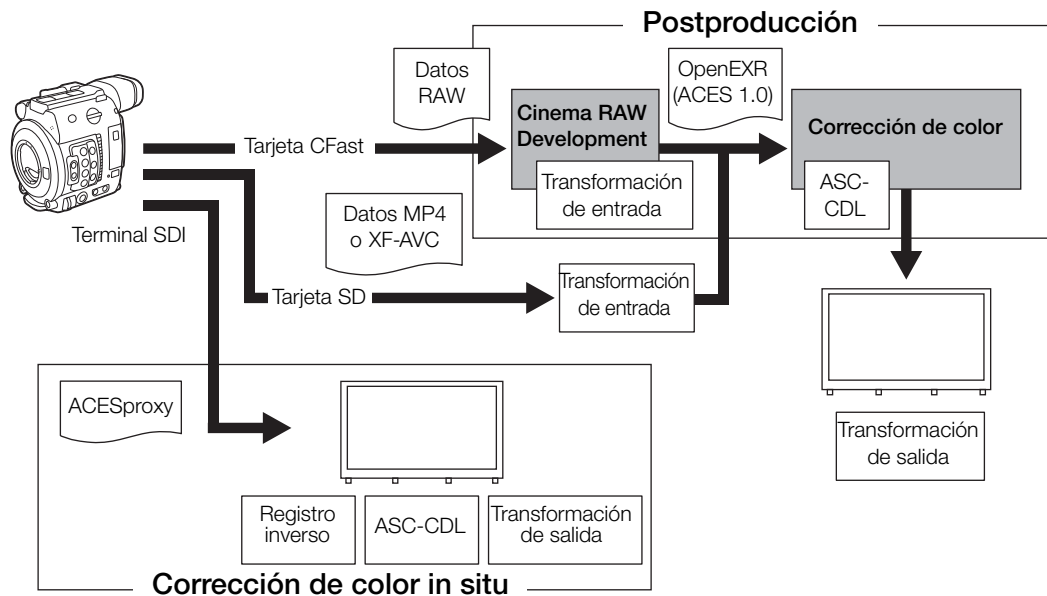 Postproducción
Datos
RAW
OpenEXR
(ACES 1.0)
Cinema RAW
Development
Corrección de color
Tarjeta CFast
Transformación
de entrada
ASC-
CDL
Datos MP4
o XF-AVC
Terminal SDI
Tarjeta SD
Transformación
de entrada
ACESproxy
Transformación
de salida
Registro
inverso
ASC-CDL
Transformación
de salida
Corrección de color in situ